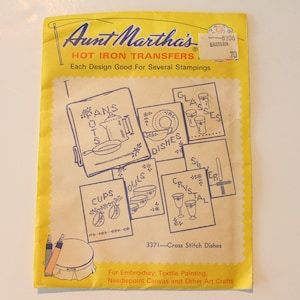 Aunt Martha's
HOT IRON TRANSFERS
Each Design Good For Several Stampings
PANS
POTS
DISHES
GLASSES
CUPS
CRYSTAL
SILVER
3371—Cross Stitch Dishes
For Embroidery, Textile Painting,
Needlepoint Canvas and Other Art Crafts